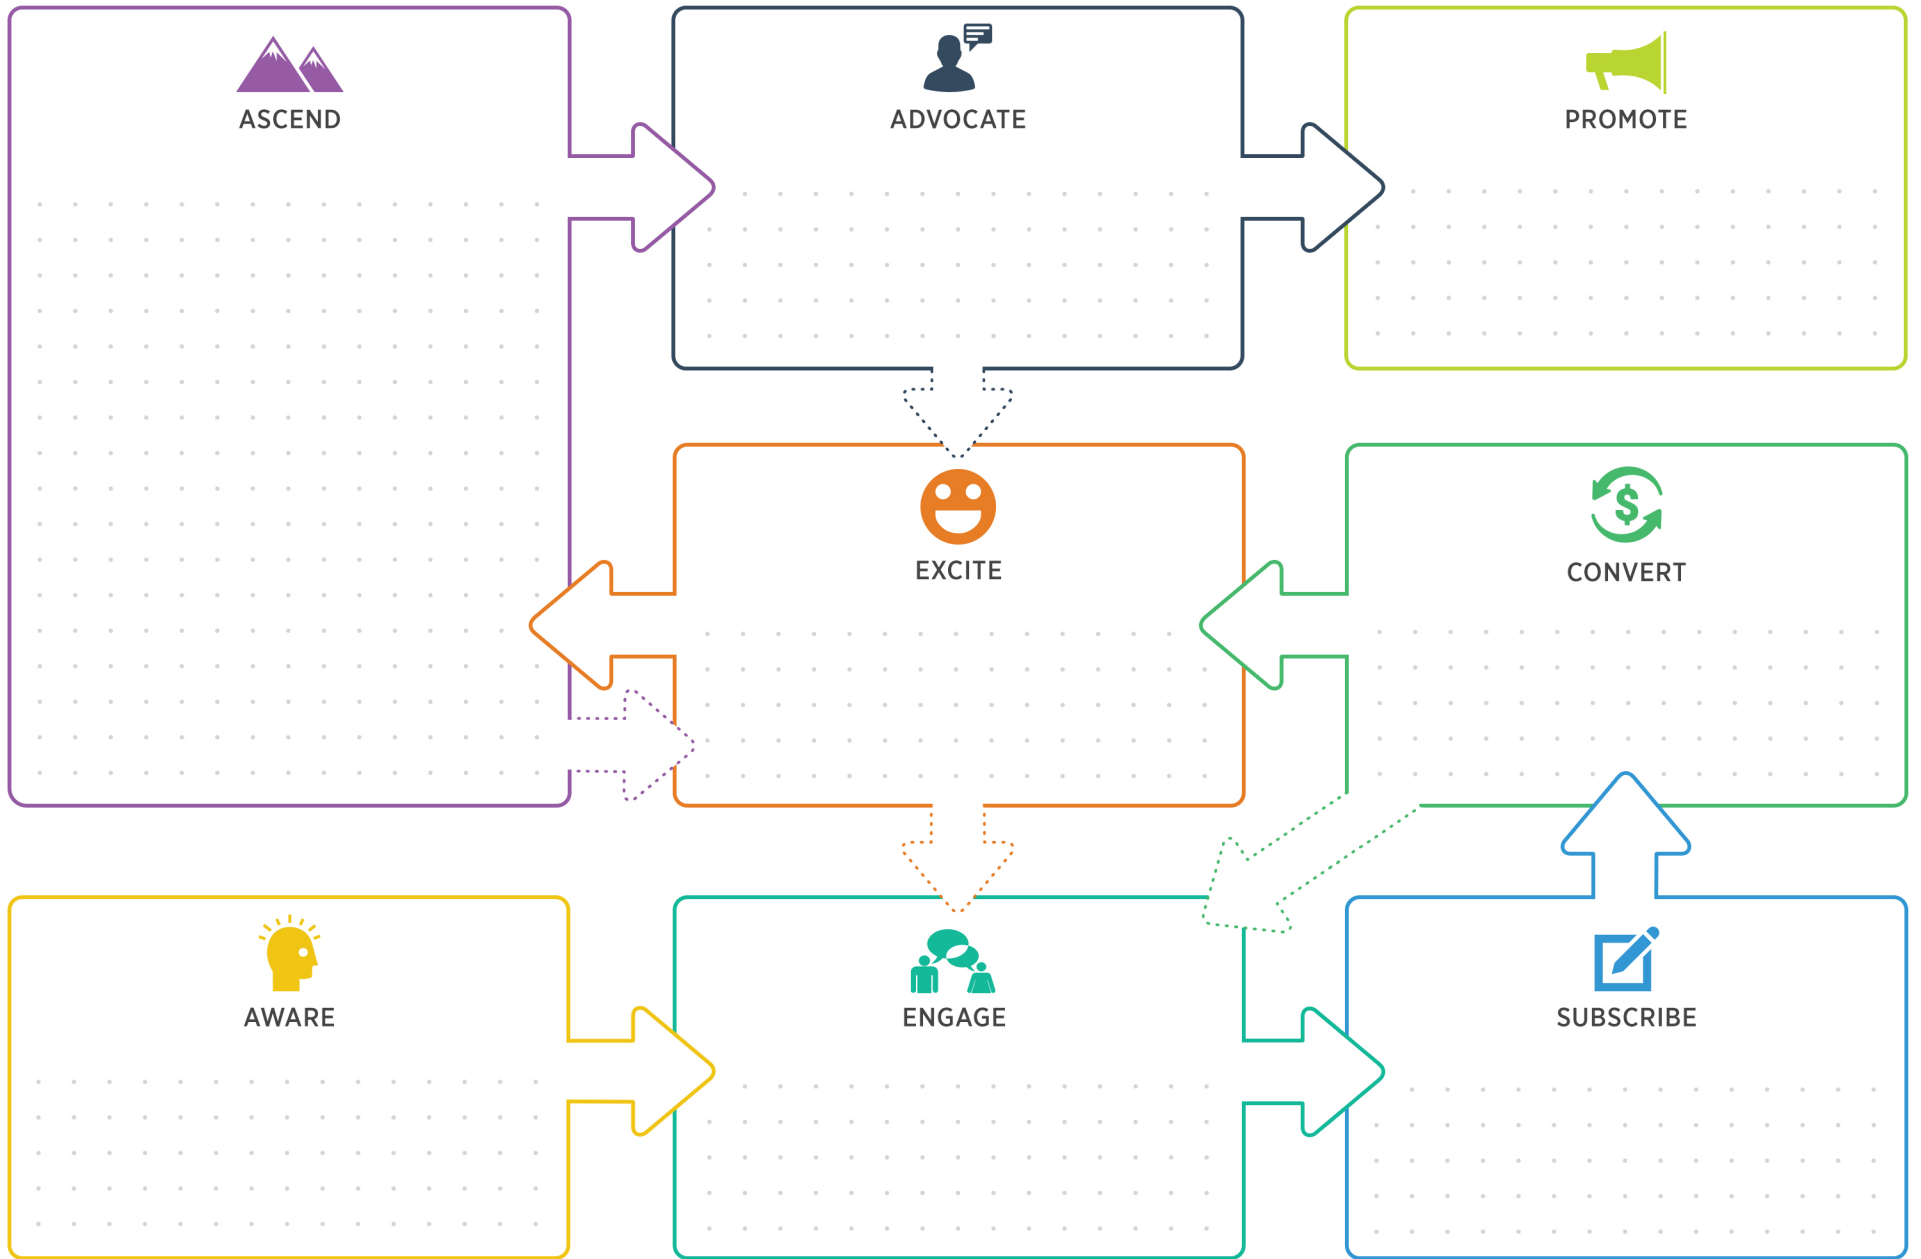 ASCEND
ADVOCATE
PROMOTE
EXCITE
$
CONVERT
AWARE
ENGAGE
SUBSCRIBE